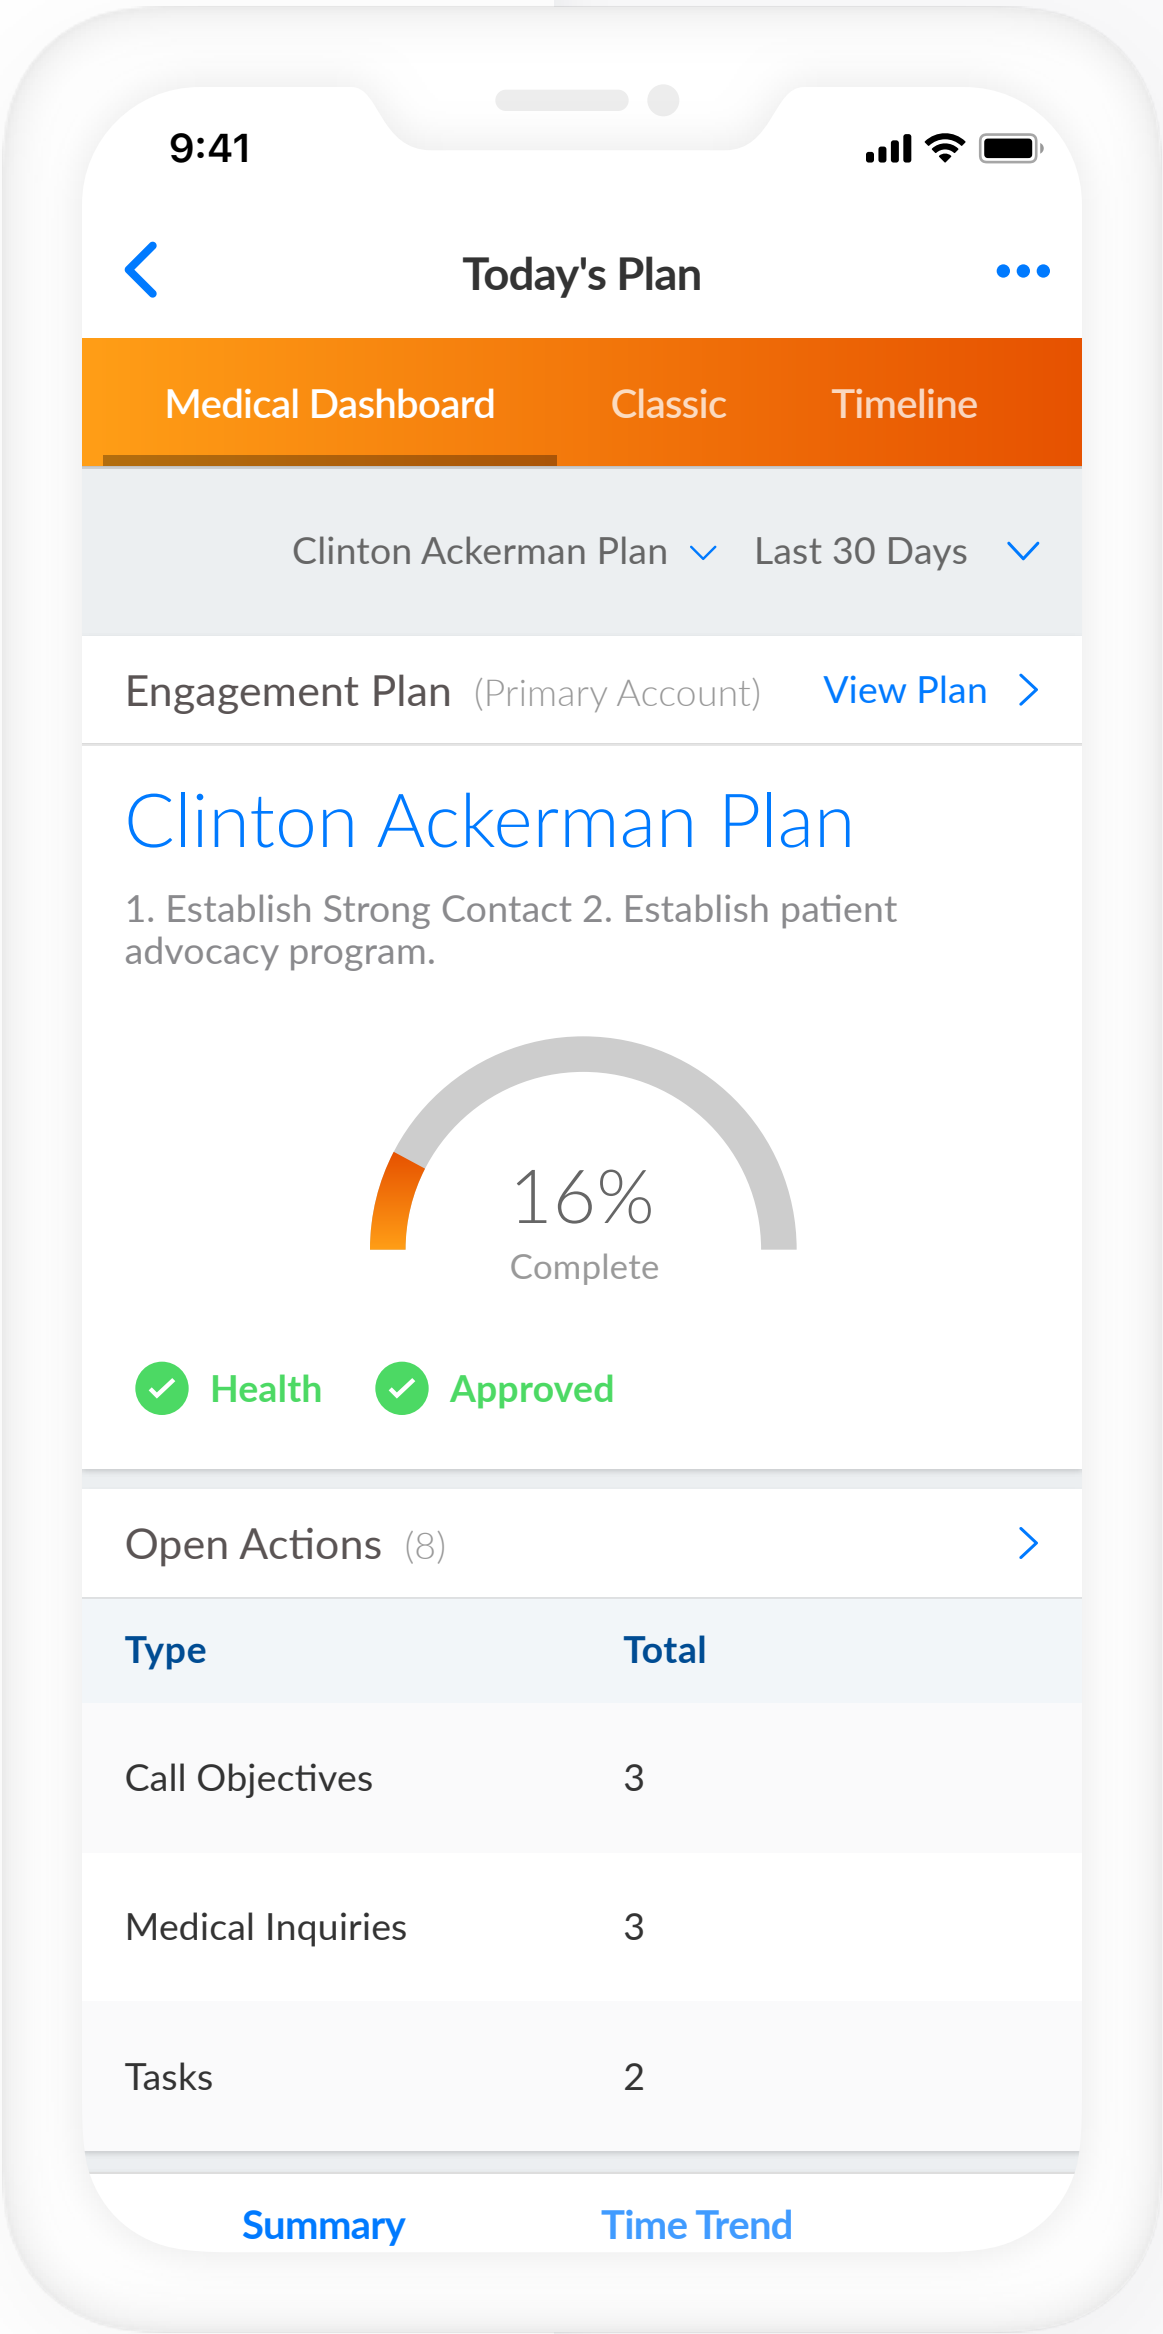 9:41
Today's Plan
Medical Dashboard Classic Timeline
Clinton Ackerman Plan Last 30 Days
Engagement Plan (Primary Account) View Plan
Clinton Ackerman Plan
1. Establish Strong Contact 2. Establish patient
advocacy program.
16%
Complete
Health Approved
Open Actions (8)
Type Total
Call Objectives 3
Medical Inquiries 3
Tasks 2
Summary Time Trend